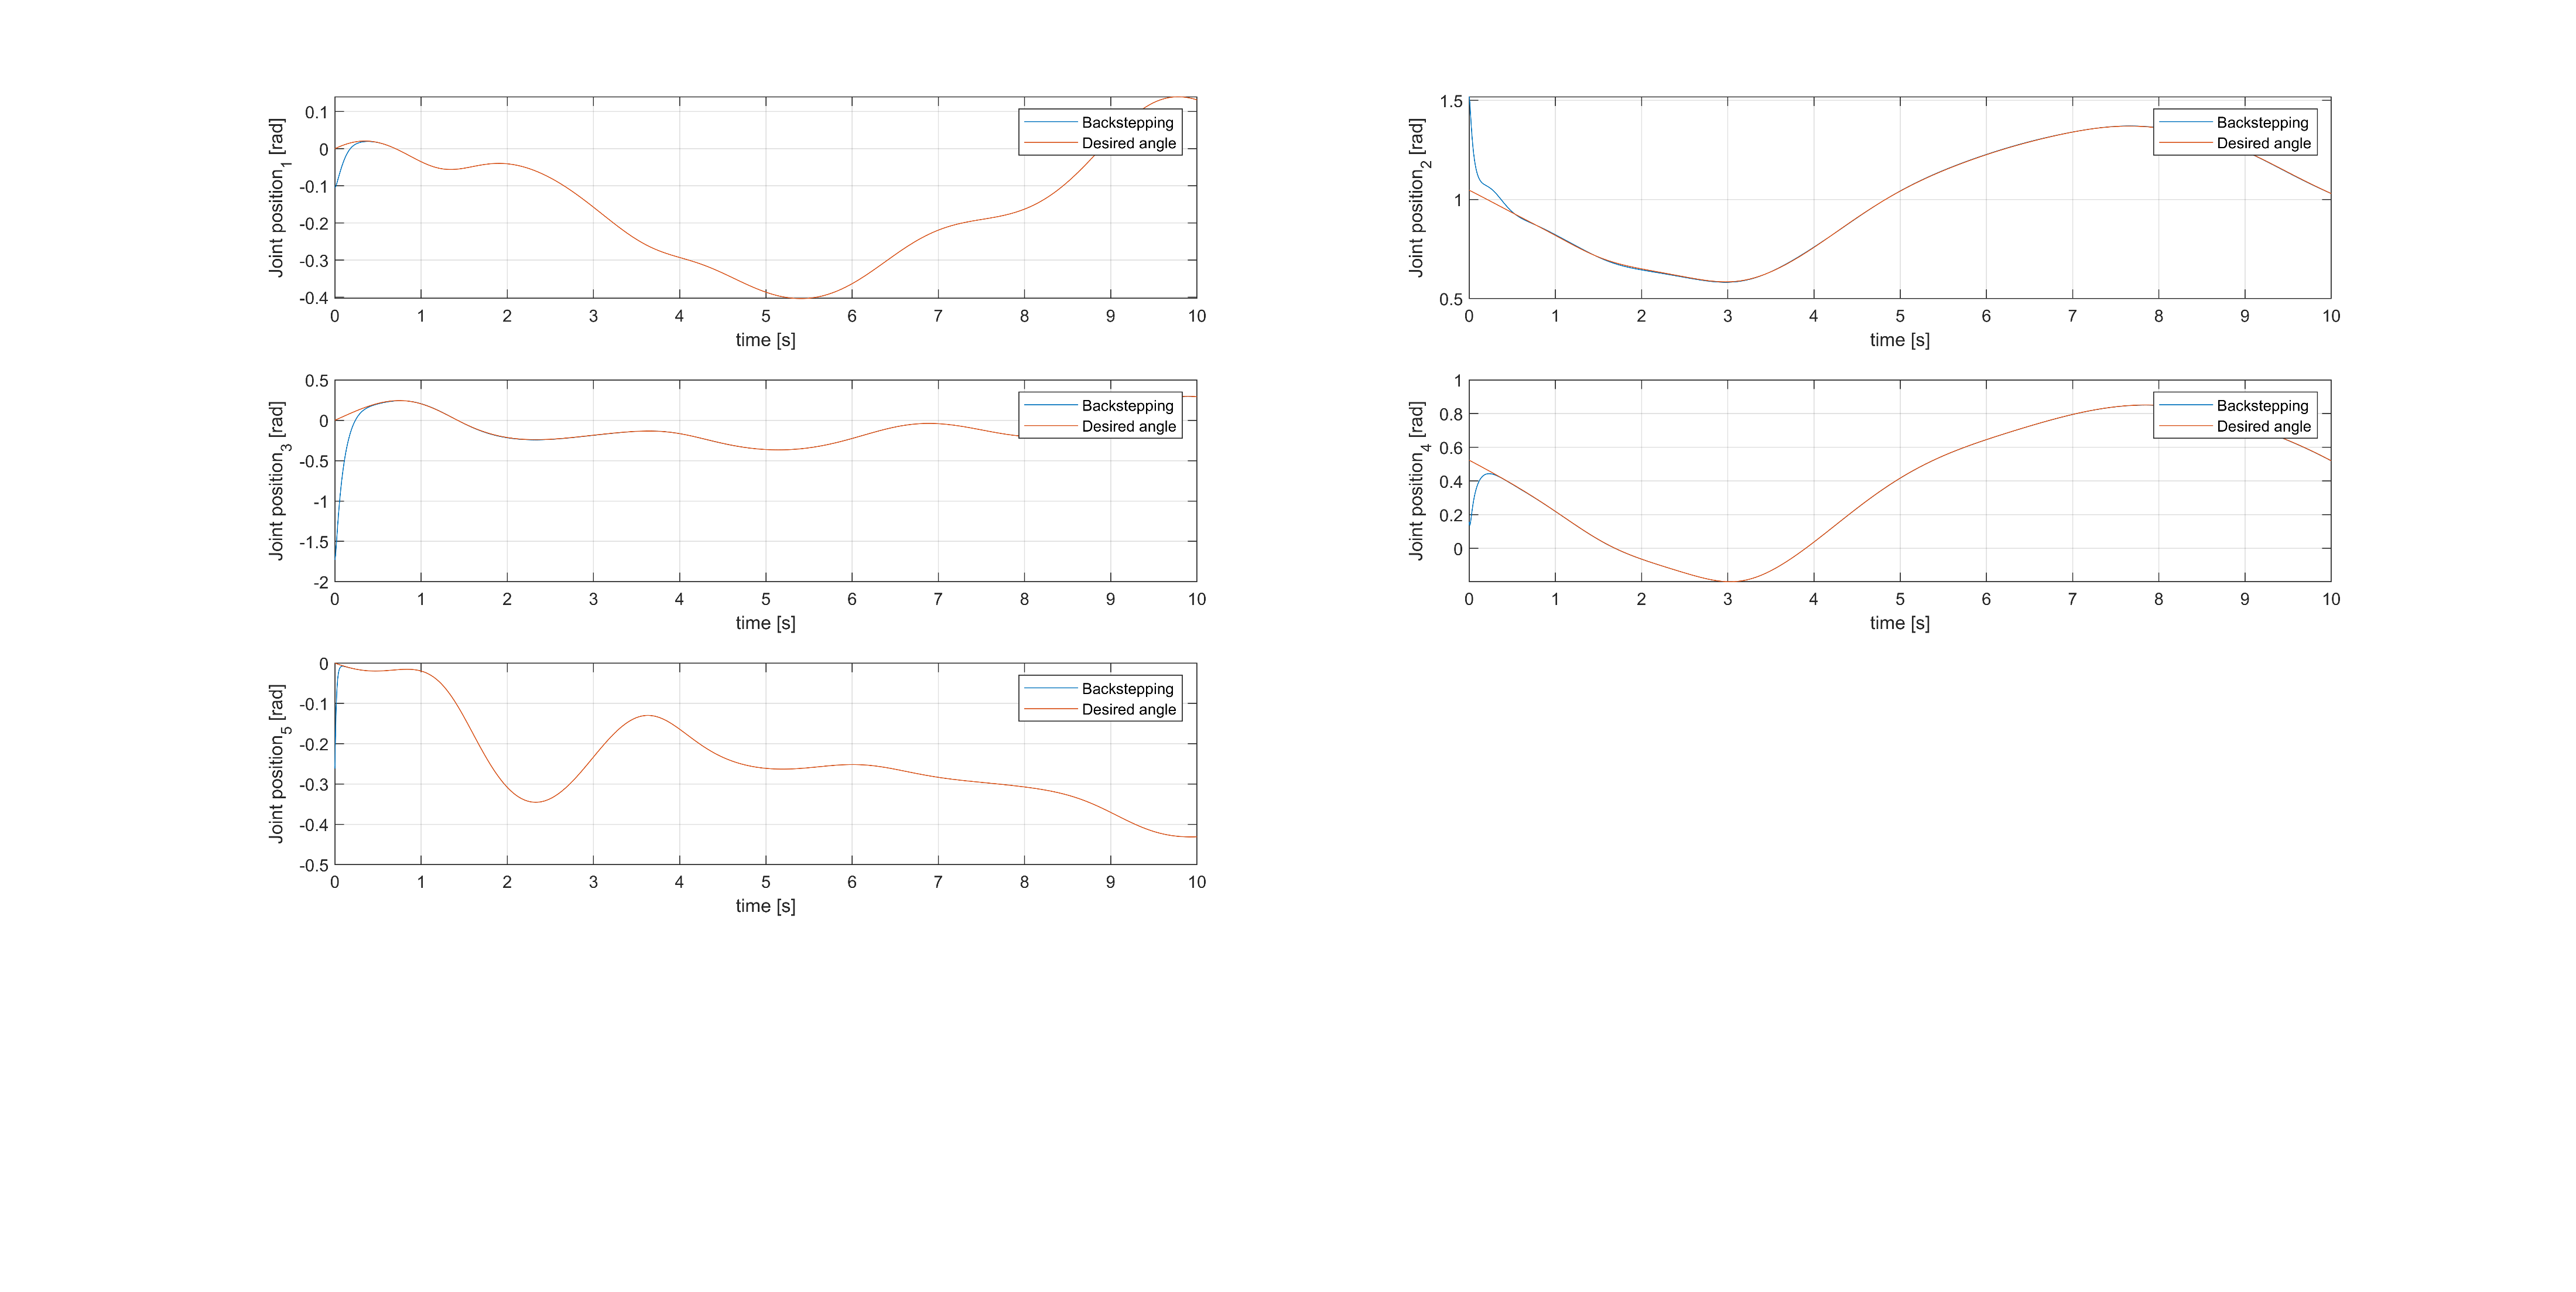 Joint position1 [rad]
0.1
0
-0.1
-0.2
-0.3
-0.4
Backstepping
Desired angle
0 1 2 3 4 5 6 7 8 9 10
time [s]
Joint position2 [rad]
1.5
1
0.5
Backstepping
Desired angle
0 1 2 3 4 5 6 7 8 9 10
time [s]
Joint position3 [rad]
0.5
0
-0.5
-1
-1.5
-2
Backstepping
Desired angle
0 1 2 3 4 5 6 7 8 9 10
time [s]
Joint position4 [rad]
1
0.8
0.6
0.4
0.2
0
Backstepping
Desired angle
0 1 2 3 4 5 6 7 8 9 10
time [s]
Joint position5 [rad]
0
-0.1
-0.2
-0.3
-0.4
-0.5
Backstepping
Desired angle
0 1 2 3 4 5 6 7 8 9 10
time [s]